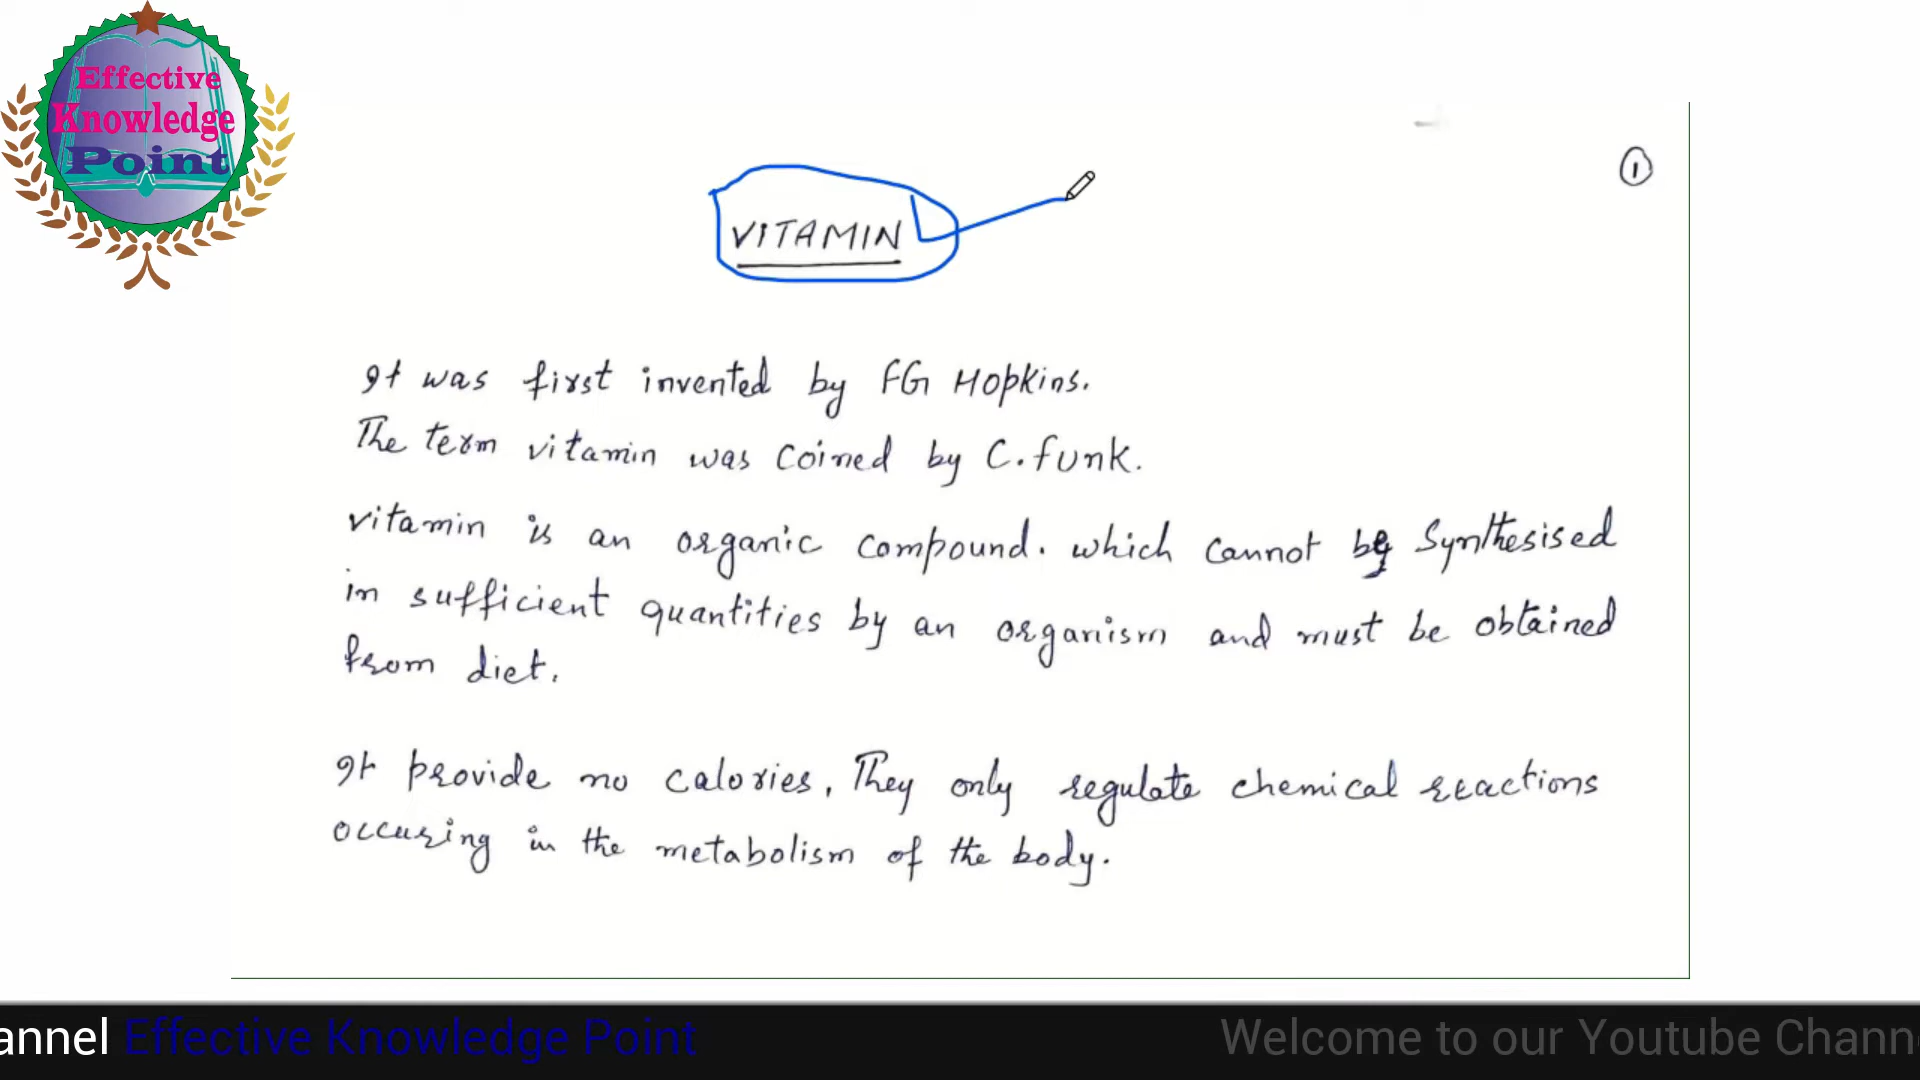 Effective
Knowledge
Point
1
VITAMIN
It was first invented by FG Hopkins.
The term vitamin was coined by C. Funk.
vitamin is an organic compound. which cannot be synthesised
in sufficient quantities by an organism and must be obtained
from diet.
It provide no calories, They only regulate chemical reactions
occuring in the metabolism of the body.
annel Effective Knowledge Point Welcome to our Youtube Chann